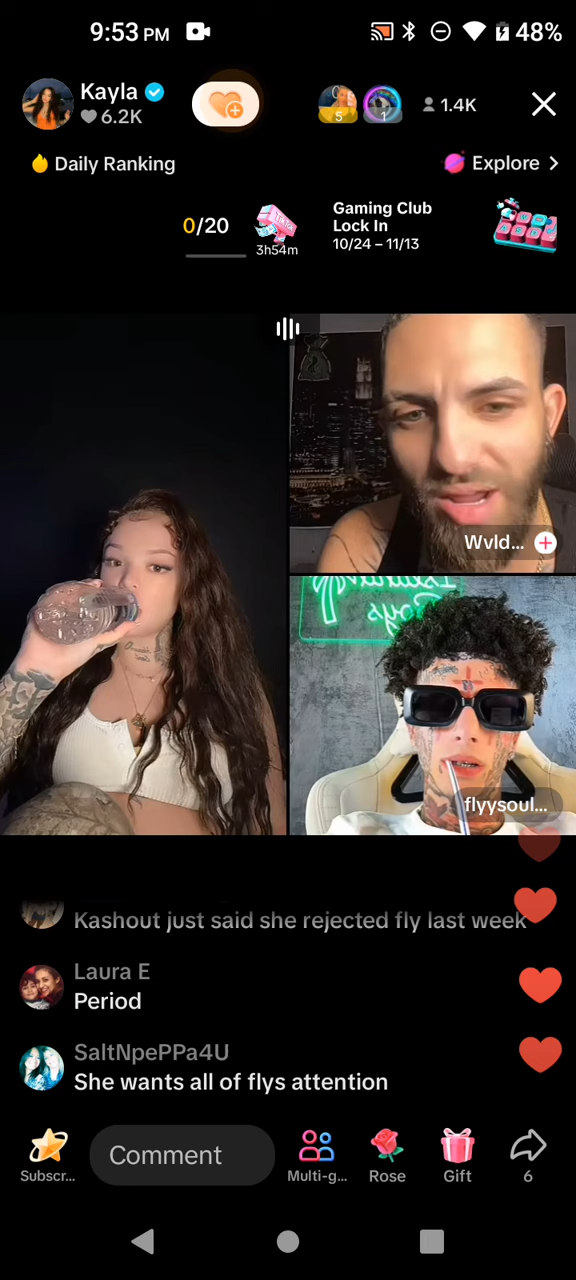 9:53 PM
48%
Kayla
6.2K
5
1
1.4K
Daily Ranking
Explore
0/20
TikTok
3h54m
Gaming Club
Lock In
10/24 – 11/13
Wvld...
flyysoul...
Kashout just said she rejected fly last week
Laura E
Period
SaltNpePPa4U
She wants all of flys attention
Subscr...
Comment
Multi-g...
Rose
Gift
6